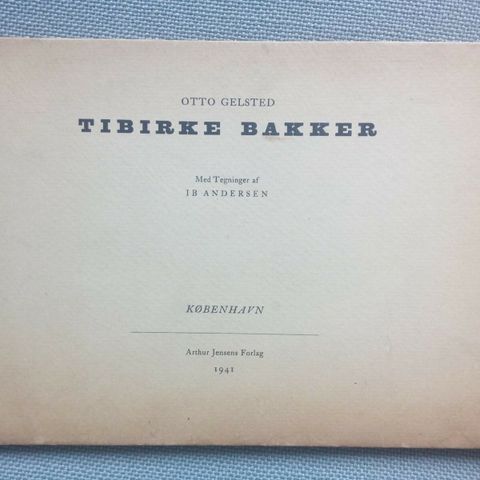 OTTO GELSTED
TIBIRKE BAKKER
Med Tegninger af
IB ANDERSEN
KØBENHAVN
Arthur Jensens Forlag
1941